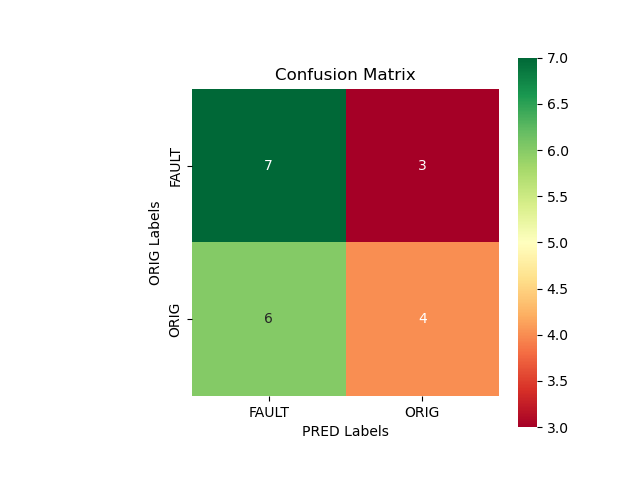 Confusion Matrix
ORIG Labels
FAULT
ORIG
7
3
6
4
FAULT
ORIG
PRED Labels
7.0
6.5
6.0
5.5
5.0
4.5
4.0
3.5
3.0